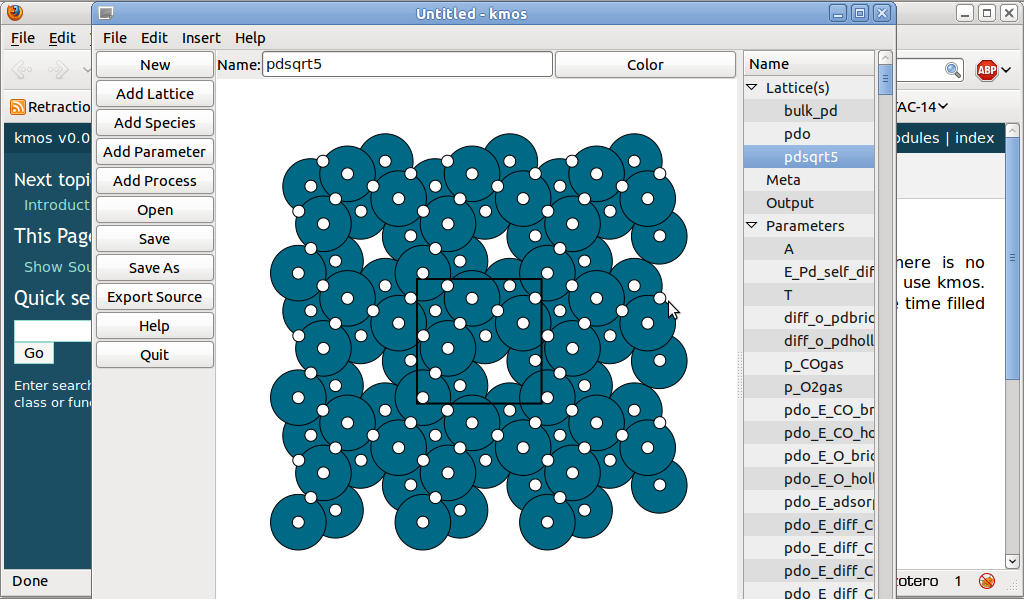 Untitled - kmos
File Edit
File Edit Insert Help
New
Add Lattice
Add Species
Add Parameter
Add Process
Open
Save
Save As
Export Source
Help
Quit
Name: pdsqrt5
Color
Name
Lattice(s)
bulk_pd
pdo
pdsqrt5
Meta
Output
Parameters
A
E_Pd_self_dif
T
diff_o_pdbric
diff_o_pdholl
p_COgas
p_O2gas
pdo_E_CO_br
pdo_E_CO_ho
pdo_E_O_bric
pdo_E_O_holl
pdo_E_adsorp
pdo_E_diff_C
pdo_E_diff_C
pdo_E_diff_C
pdo_E_diff_C
ABP
Retractio
TAC-14
kmos v0.0
odules | index
Next topi
Introduct
This Pag
Show Sou
Quick se
Go
Enter search
class or fun
here is no
use kmos.
time filled
Done
zotero
1